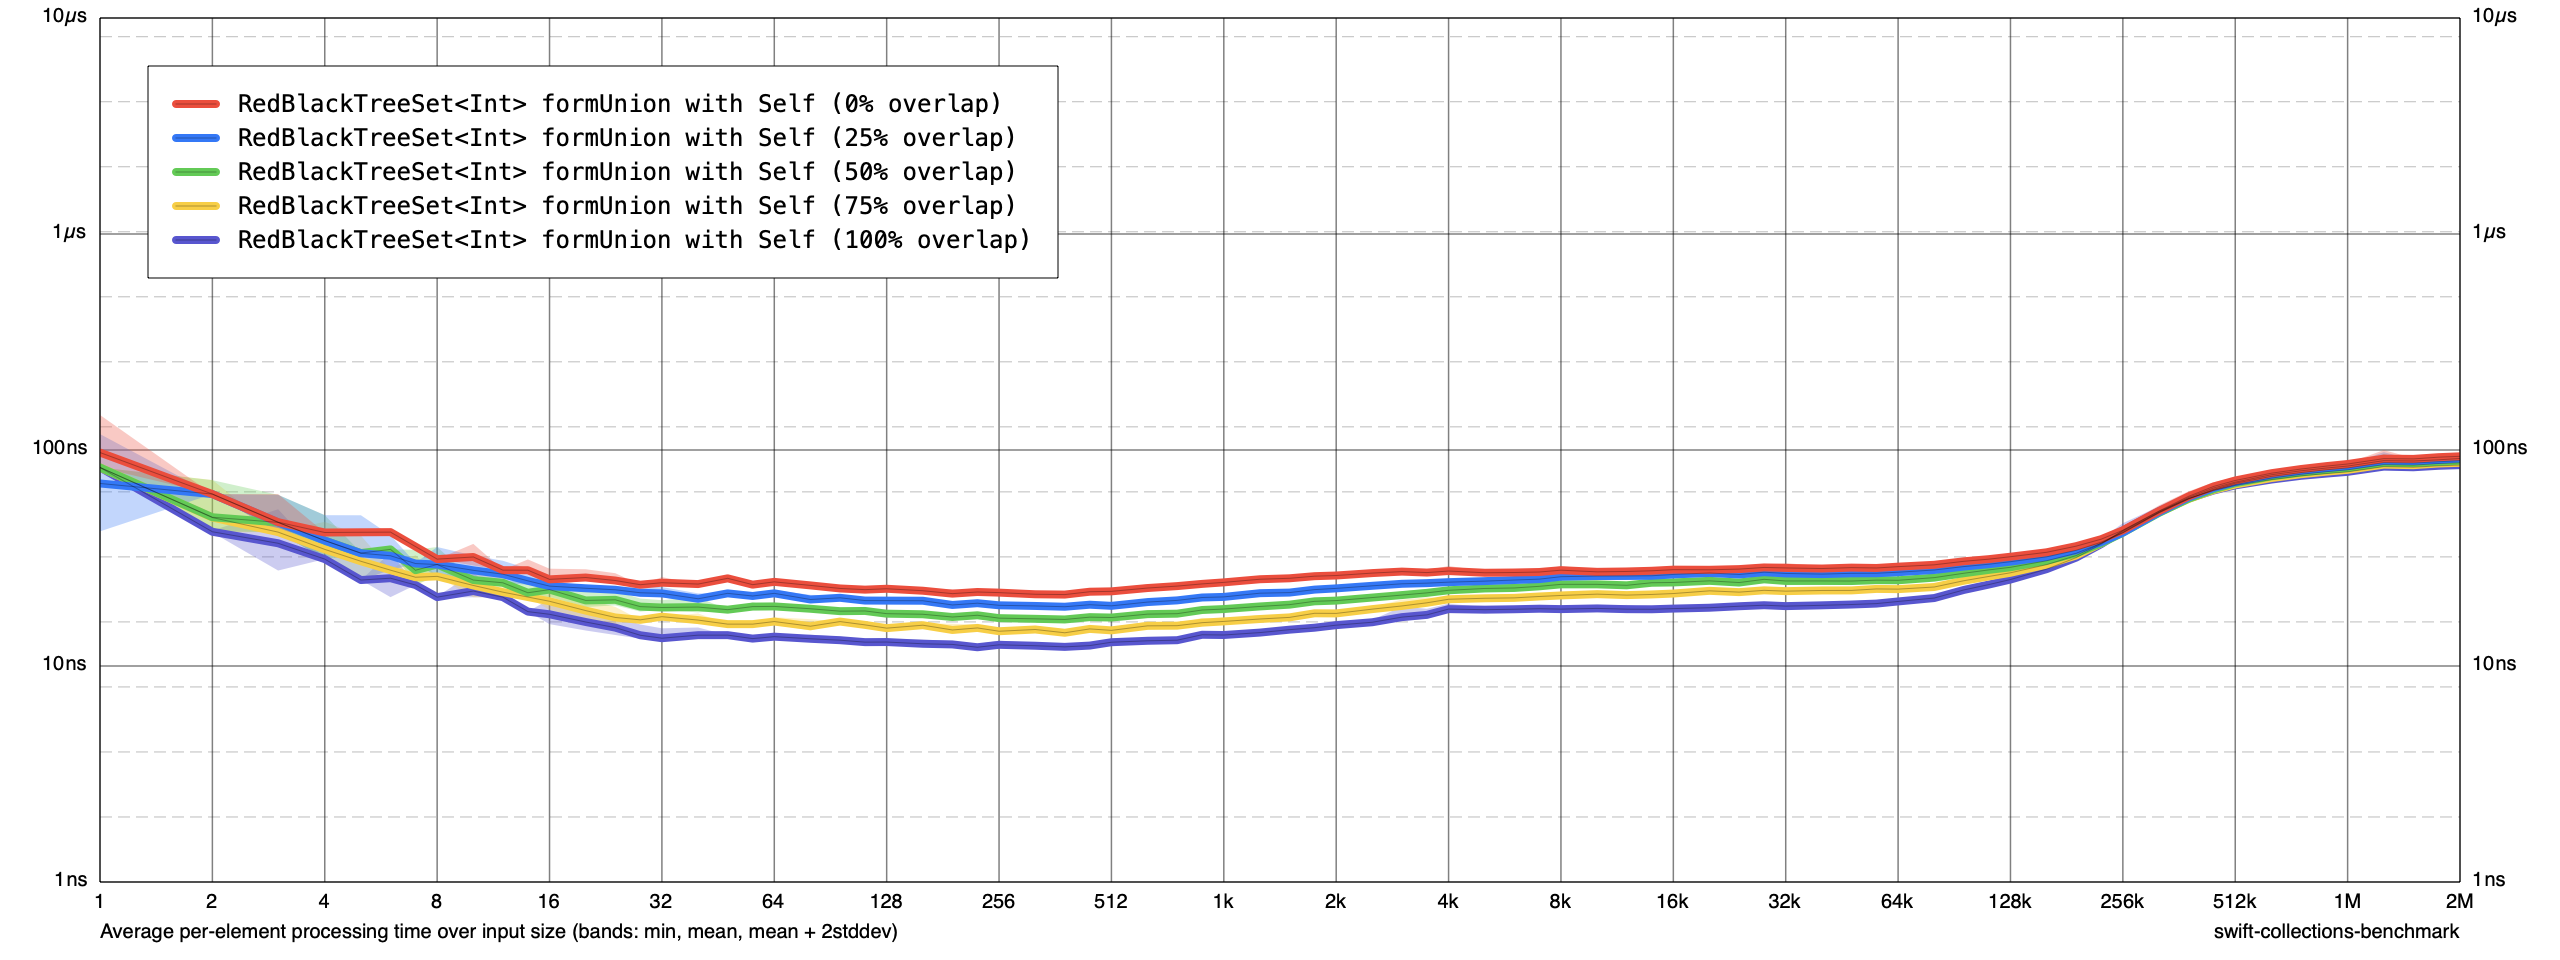 10µs
10µs
RedBlackTreeSet<Int> formUnion with Self (0% overlap)
RedBlackTreeSet<Int> formUnion with Self (25% overlap)
RedBlackTreeSet<Int> formUnion with Self (50% overlap)
RedBlackTreeSet<Int> formUnion with Self (75% overlap)
RedBlackTreeSet<Int> formUnion with Self (100% overlap)
1µs
1µs
100ns
100ns
10ns
10ns
1ns
1ns
1 2 4 8 16 32 64 128 256 512 1k 2k 4k 8k 16k 32k 64k 128k 256k 512k 1M 2M
Average per-element processing time over input size (bands: min, mean, mean + 2stddev)
swift-collections-benchmark